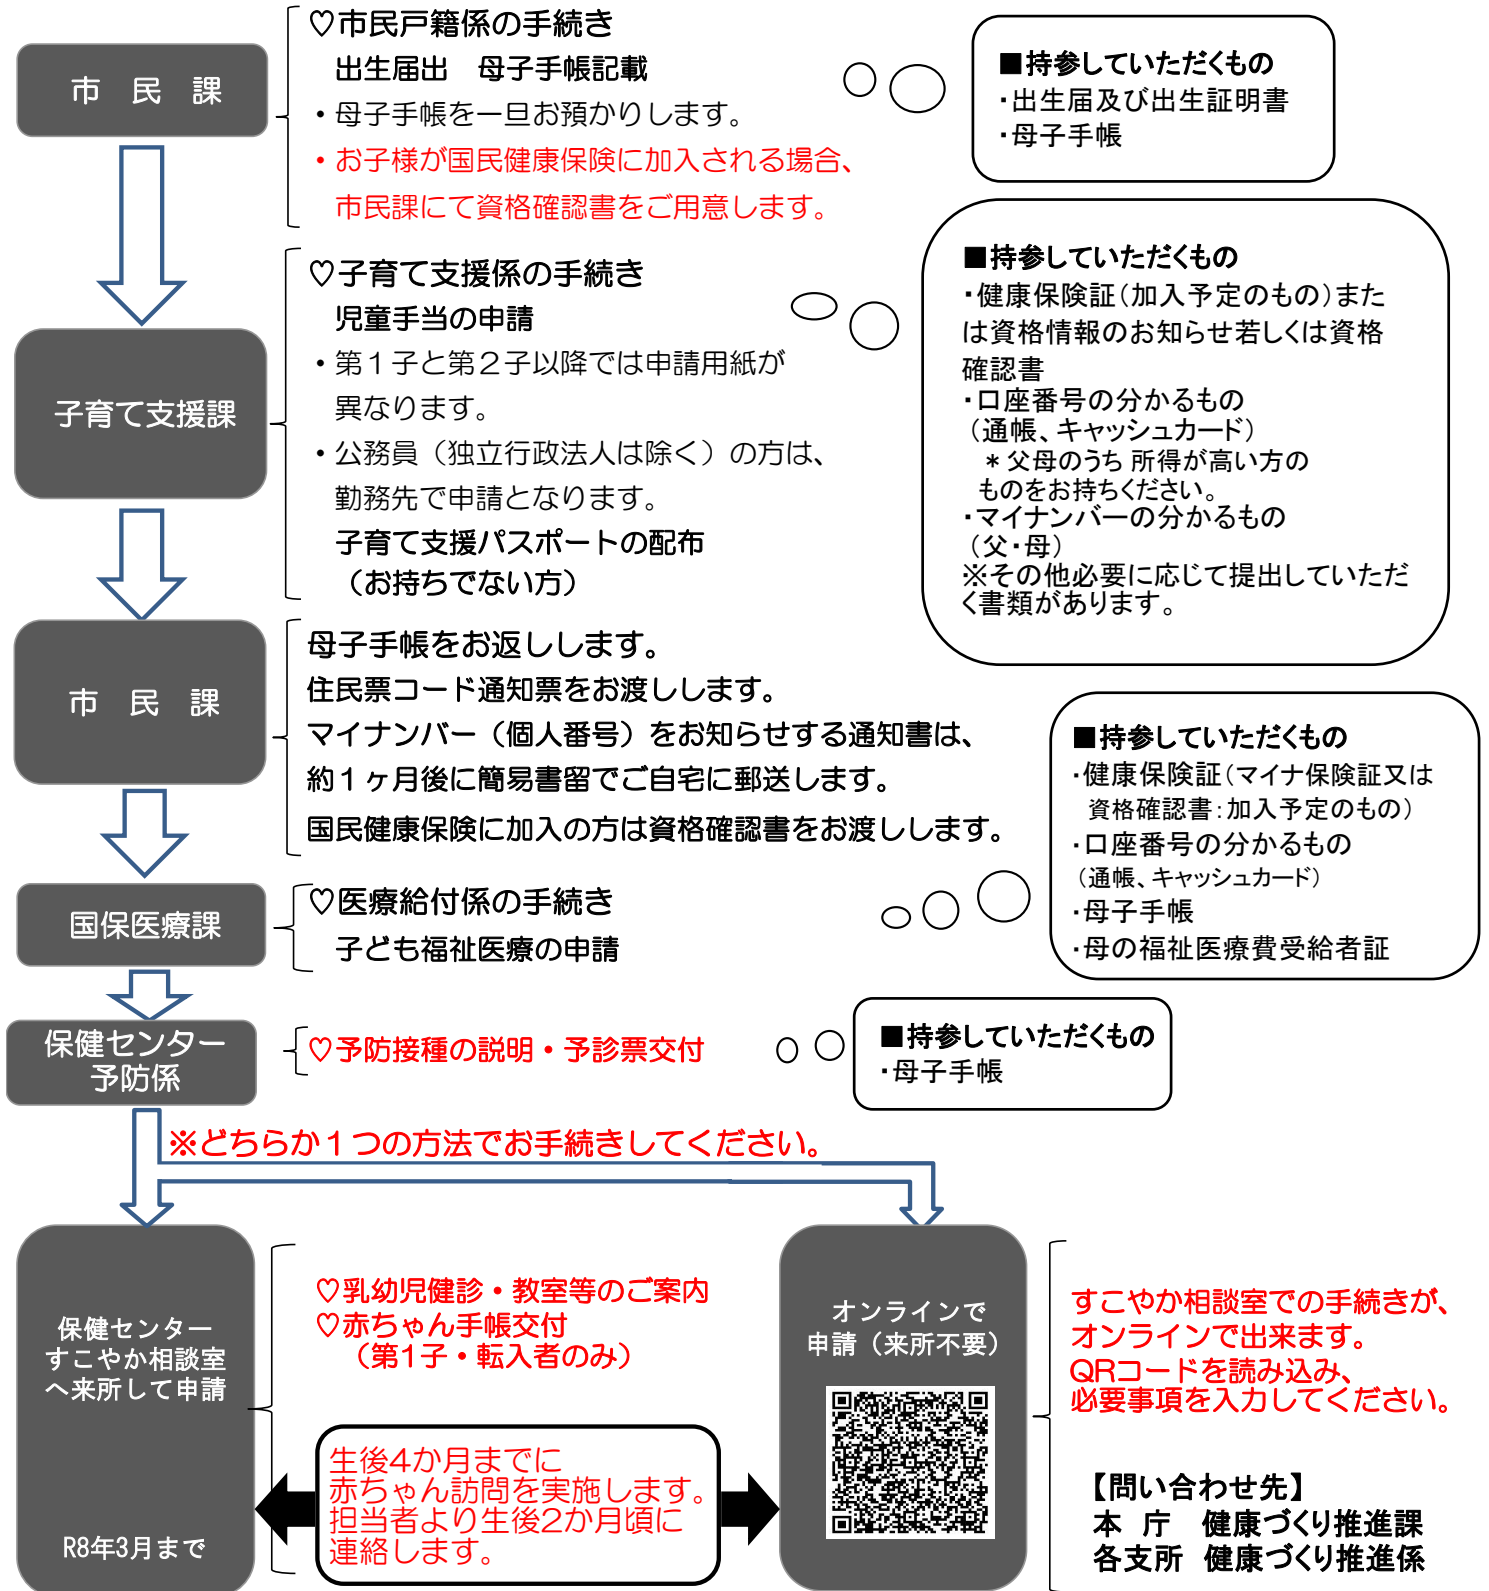 市　民　課
♡市民戸籍係の手続き
出生届出　母子手帳記載
・母子手帳を一旦お預かりします。
・お子様が国民健康保険に加入される場合、
市民課にて資格確認書をご用意します。
■持参していただくもの
・出生届及び出生証明書
・母子手帳
子育て支援課
♡子育て支援係の手続き
児童手当の申請
・第１子と第２子以降では申請用紙が
異なります。
・公務員（独立行政法人は除く）の方は、
勤務先で申請となります。
子育て支援パスポートの配布
（お持ちでない方）
■持参していただくもの
・健康保険証（加入予定のもの）また
は資格情報のお知らせ若しくは資格
確認書
・口座番号の分かるもの
（通帳、キャッシュカード）
＊父母のうち 所得が高い方の
ものをお持ちください。
・マイナンバーの分かるもの
（父・母）
※その他必要に応じて提出していただ
く書類があります。
市　民　課
母子手帳をお返しします。
住民票コード通知票をお渡しします。
マイナンバー（個人番号）をお知らせする通知書は、
約１ヶ月後に簡易書留でご自宅に郵送します。
国民健康保険に加入の方は資格確認書をお渡しします。
国保医療課
♡医療給付係の手続き
子ども福祉医療の申請
■持参していただくもの
・健康保険証（マイナ保険証又は
資格確認書：加入予定のもの）
・口座番号の分かるもの
（通帳、キャッシュカード）
・母子手帳
・母の福祉医療費受給者証
保健センター
予防係
♡予防接種の説明・予診票交付
■持参していただくもの
・母子手帳
※どちらか１つの方法でお手続きしてください。
保健センター
すこやか相談室
へ来所して申請
R8年3月まで
♡乳幼児健診・教室等のご案内
♡赤ちゃん手帳交付
（第1子・転入者のみ）
生後4か月までに
赤ちゃん訪問を実施します。
担当者より生後2か月頃に
連絡します。
オンラインで
申請（来所不要）
すこやか相談室での手続きが、
オンラインで出来ます。
QRコードを読み込み、
必要事項を入力してください。
【問い合わせ先】
本　庁　健康づくり推進課
各支所　健康づくり推進係